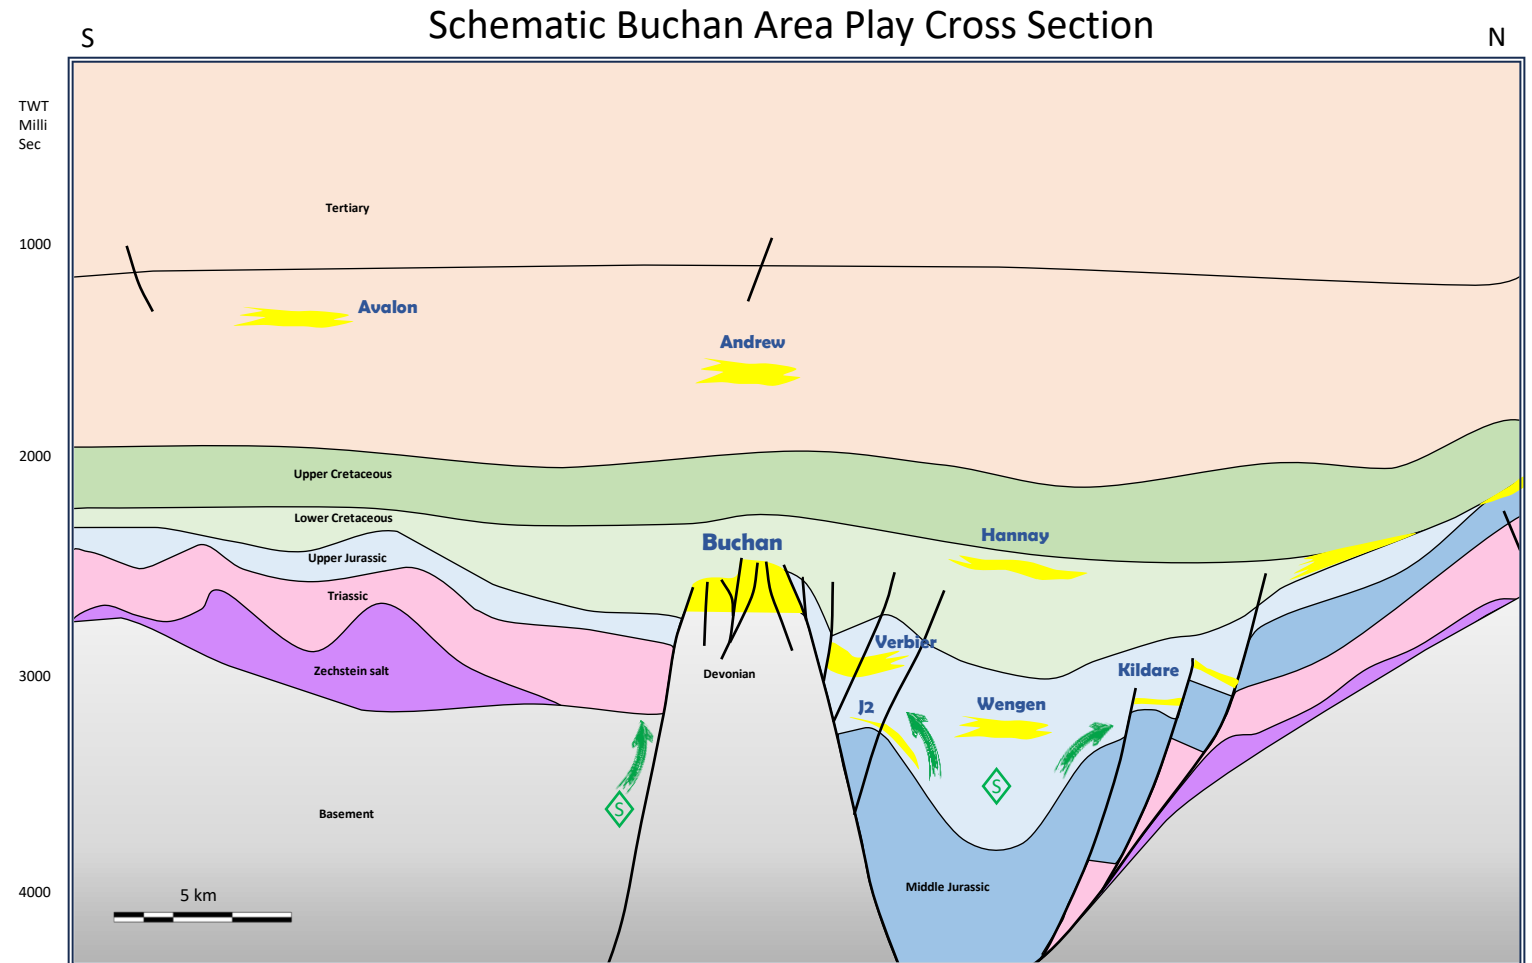 Schematic Buchan Area Play Cross Section
S
N
TWT
Milli
Sec
Tertiary
1000
Avalon
Andrew
2000
Upper Cretaceous
Lower Cretaceous
Hannay
Buchan
Upper Jurassic
Triassic
Verbier
Zechstein salt
Devonian
3000
Kildare
J2
Wengen
S
S
Basement
4000
5 km
Middle Jurassic